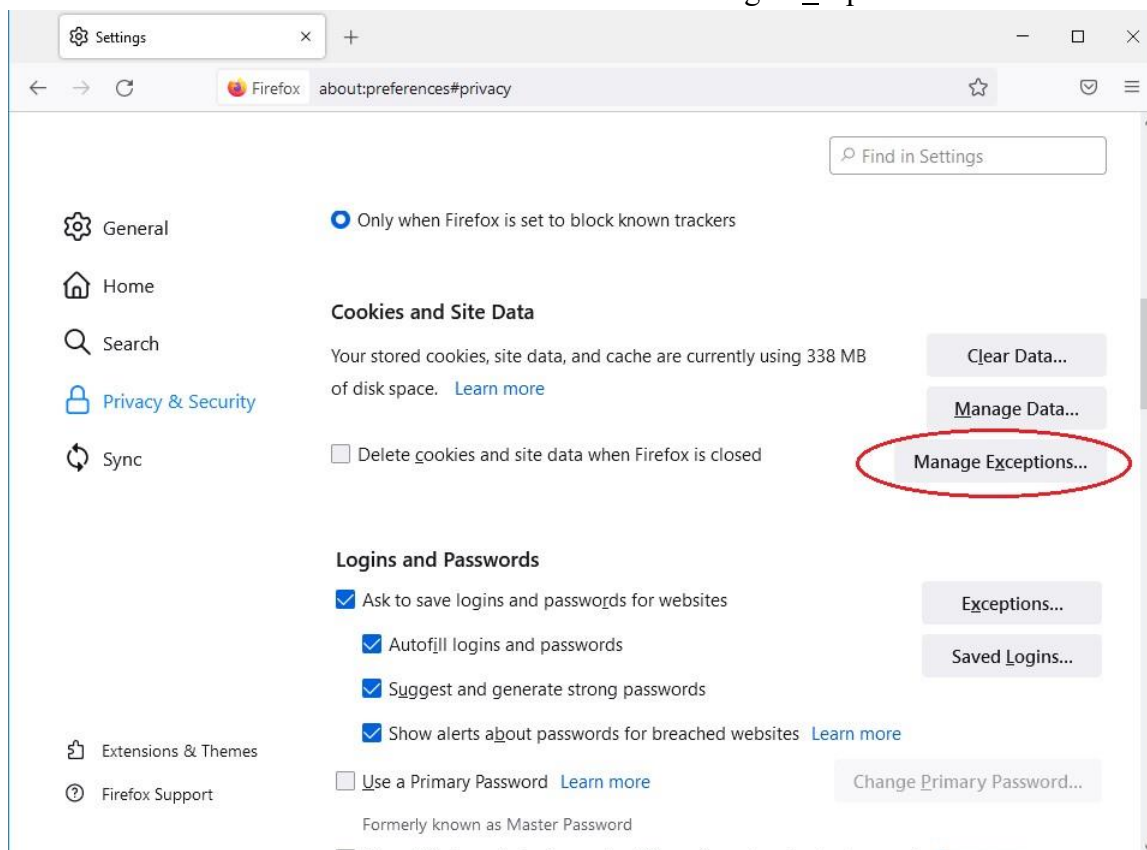 Settings
Firefox about:preferences#privacy
Find in Settings
General
Home
Search
Privacy & Security
Sync
Extensions & Themes
Firefox Support
Only when Firefox is set to block known trackers
Cookies and Site Data
Your stored cookies, site data, and cache are currently using 338 MB
of disk space. Learn more
Clear Data...
Manage Data...
Delete cookies and site data when Firefox is closed
Manage Exceptions...
Logins and Passwords
Ask to save logins and passwords for websites
Exceptions...
Autofill logins and passwords
Saved Logins...
Suggest and generate strong passwords
Show alerts about passwords for breached websites Learn more
Use a Primary Password Learn more
Change Primary Password...
Formerly known as Master Password